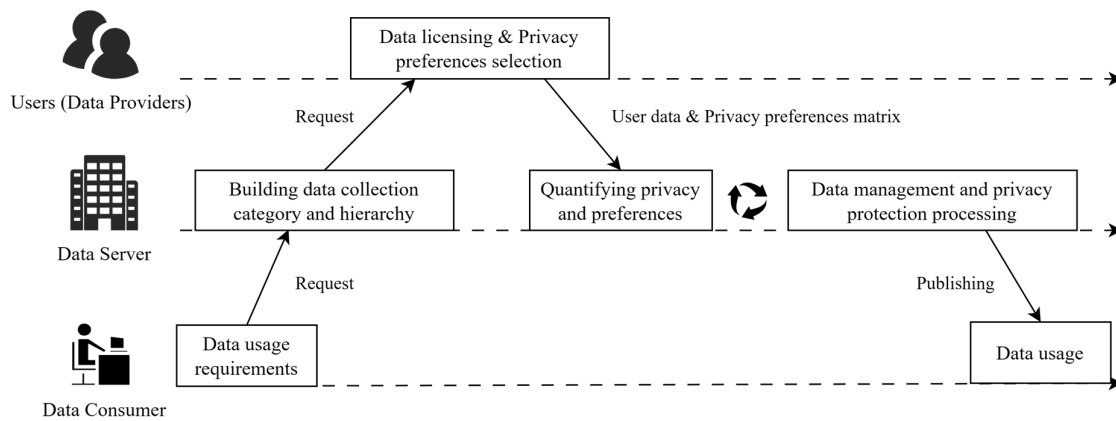 Data licensing & Privacy
preferences selection
Users (Data Providers)
Request
User data & Privacy preferences matrix
Building data collection
category and hierarchy
Quantifying privacy
and preferences
Data management and privacy
protection processing
Data Server
Request
Publishing
Data usage
requirements
Data usage
Data Consumer